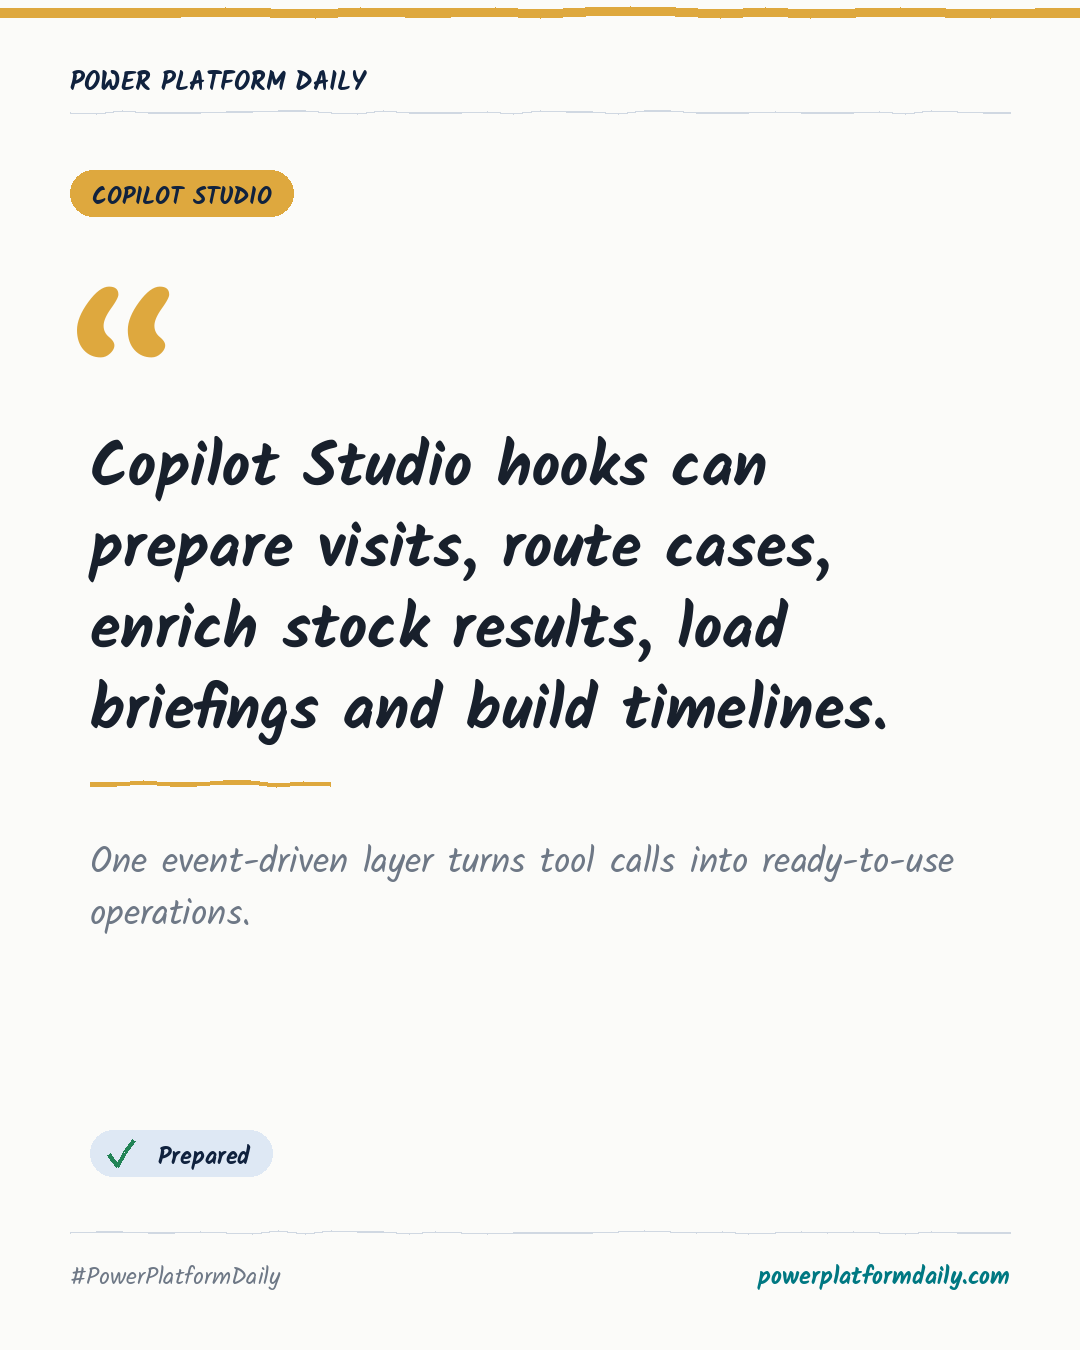 POWER PLATFORM DAILY
COPILOT STUDIO
“
Copilot Studio hooks can
prepare visits, route cases,
enrich stock results, load
briefings and build timelines.
One event-driven layer turns tool calls into ready-to-use
operations.
✓ Prepared
#PowerPlatformDaily
powerplatformdaily.com